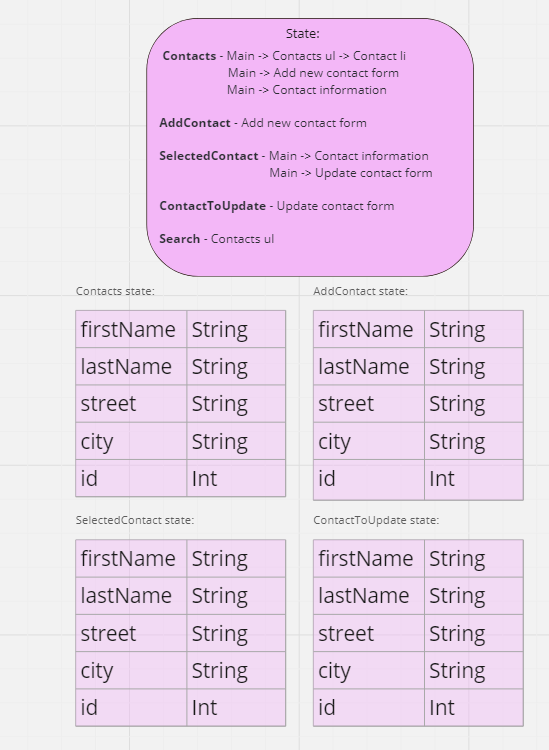 State:
Contacts - Main -> Contacts ul -> Contact li
Main -> Add new contact form
Main -> Contact information
AddContact - Add new contact form
SelectedContact - Main -> Contact information
Main -> Update contact form
ContactToUpdate - Update contact form
Search - Contacts ul
Contacts state:
firstName String
lastName String
street String
city String
id Int
AddContact state:
firstName String
lastName String
street String
city String
id Int
SelectedContact state:
firstName String
lastName String
street String
city String
id Int
ContactToUpdate state:
firstName String
lastName String
street String
city String
id Int